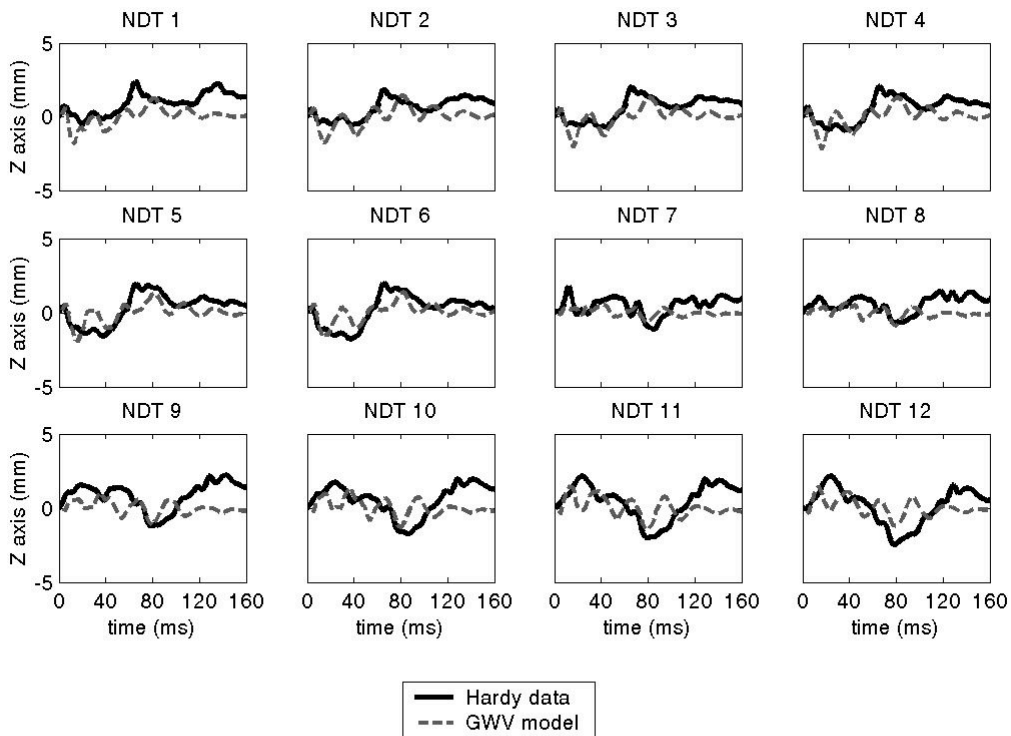 NDT 1 NDT 2 NDT 3 NDT 4
5
0
-5
Z axis (mm)
NDT 5 NDT 6 NDT 7 NDT 8
5
0
-5
Z axis (mm)
NDT 9 NDT 10 NDT 11 NDT 12
5
0
-5
Z axis (mm)
0 40 80 120 160 0 40 80 120 160 0 40 80 120 160 0 40 80 120 160
time (ms) time (ms) time (ms) time (ms)
Hardy data
GWV model